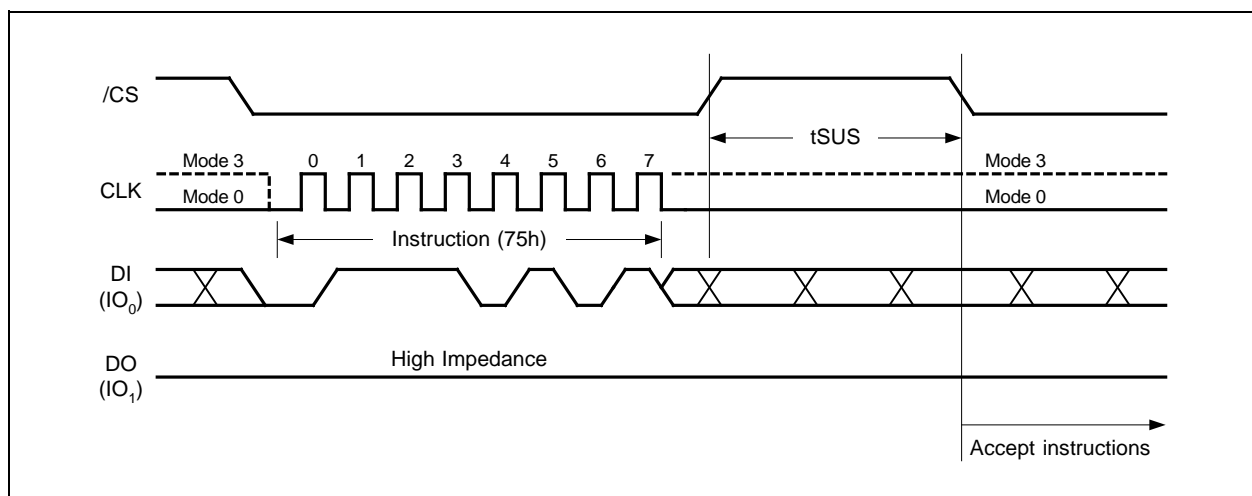 /CS
tSUS
Mode 3 0 1 2 3 4 5 6 7 Mode 3
CLK
Mode 0 Mode 0
Instruction (75h)
DI
(IO0)
High Impedance
DO
(IO1)
Accept instructions